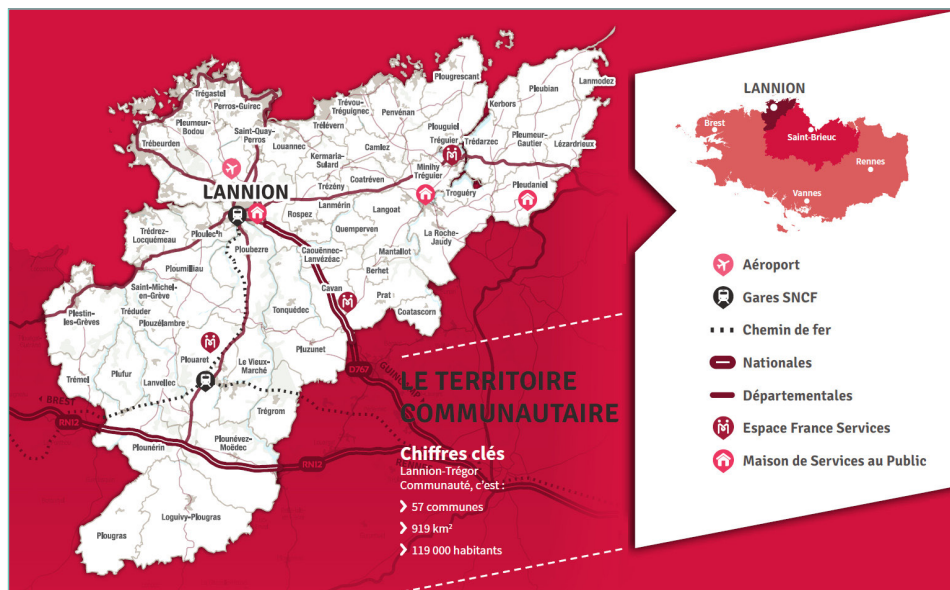 Trégastel
Perros-Guirec
Pleumeur-
Bodou
Saint-Quay-
Perros
Trébeurden
Louannec
Trévou-
Tréguignec
Trélévern
Kermaria-
Sulard
Camlez
Penvénan
Plougrescant
Plouguiel
Tréguier
Minihy
Tréguier
Trédarzec
Kerbors
Pleubian
Lanmodez
Pleumeur-
Gautier
Lézardrieux
Pleudaniel
Troguéry
La Roche-
Jaudy
Langoat
Coatréven
Trézény
Lanmérin
LANNION
Rospez
Quemperven
Mantallot
Berhet
Caouënnec-
Lanvézéac
Cavan
Prat
Coatascorn
Trédrez-
Locquémeau
Ploulec'h
Ploubezre
Ploumilliau
Saint-Michel-
en-Grève
Tréduder
Plouzélambre
Plestin-
les-Grèves
Tonquédec
Pluzunet
Plouaret
Le Vieux-
Marché
Trémel
Plufur
Lanvellec
Trégrom
Plounévez-
Moëdec
Plounérin
Loguivy-Plougras
Plougras
BREST
RN12
RN12
D767
GUINGAMP
LE TERRITOIRE
COMMUNAUTAIRE
Chiffres clés
Lannion-Trégor
Communauté, c'est :
57 communes
919 km²
119 000 habitants
LANNION
Brest
Saint-Brieuc
Rennes
Vannes
Aéroport
Gares SNCF
Chemin de fer
Nationales
Départementales
Espace France Services
Maison de Services au Public